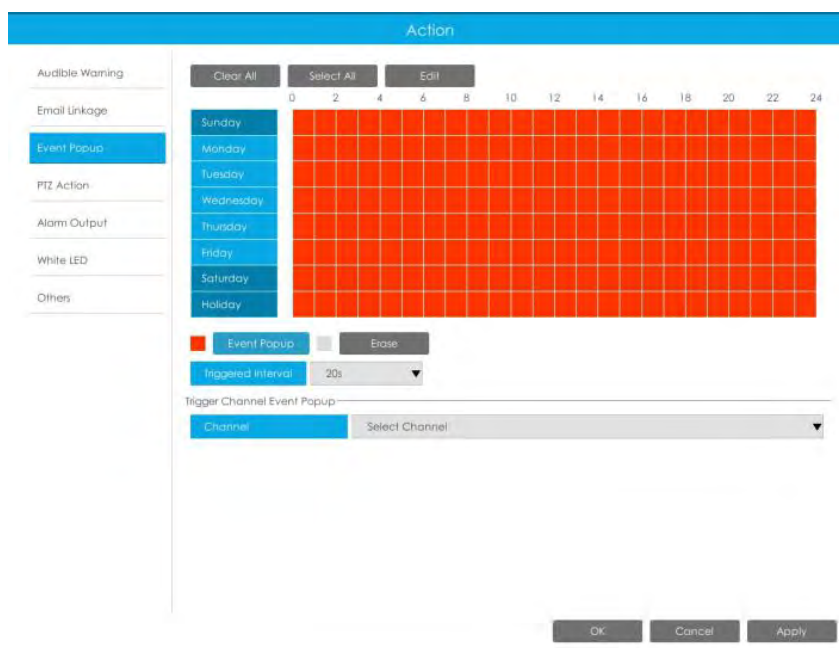 Action
Audible Warning
Email Linkage
Event Popup
PTZ Action
Alarm Output
White LED
Others
Clear All Select All Edit
0 2 4 6 8 10 12 14 16 18 20 22 24
Sunday
Monday
Tuesday
Wednesday
Thursday
Friday
Saturday
Holiday
Event Popup Erase
Triggered Interval 20s
Trigger Channel Event Popup
Channel Select Channel
OK Cancel Apply